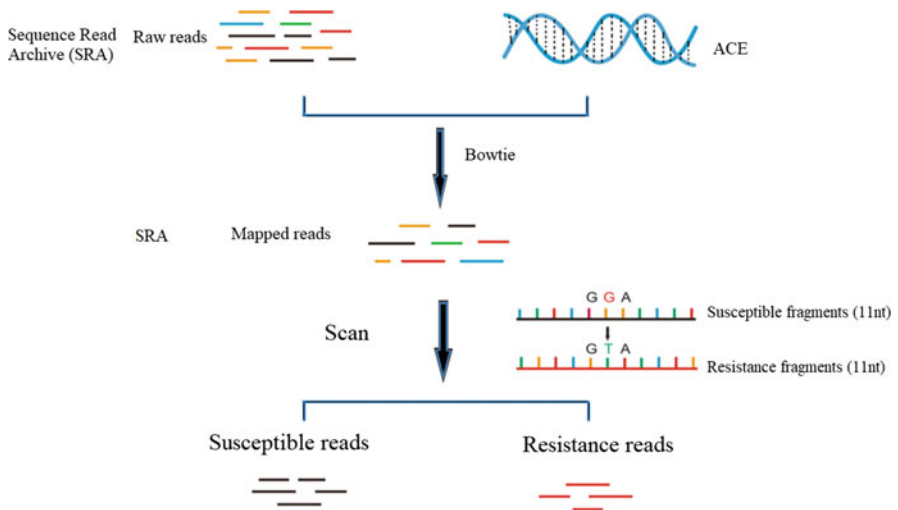 Sequence Read
Archive (SRA)
Raw reads
ACE
Bowtie
SRA
Mapped reads
Scan
G G A
Susceptible fragments (11nt)
G T A
Resistance fragments (11nt)
Susceptible reads
Resistance reads